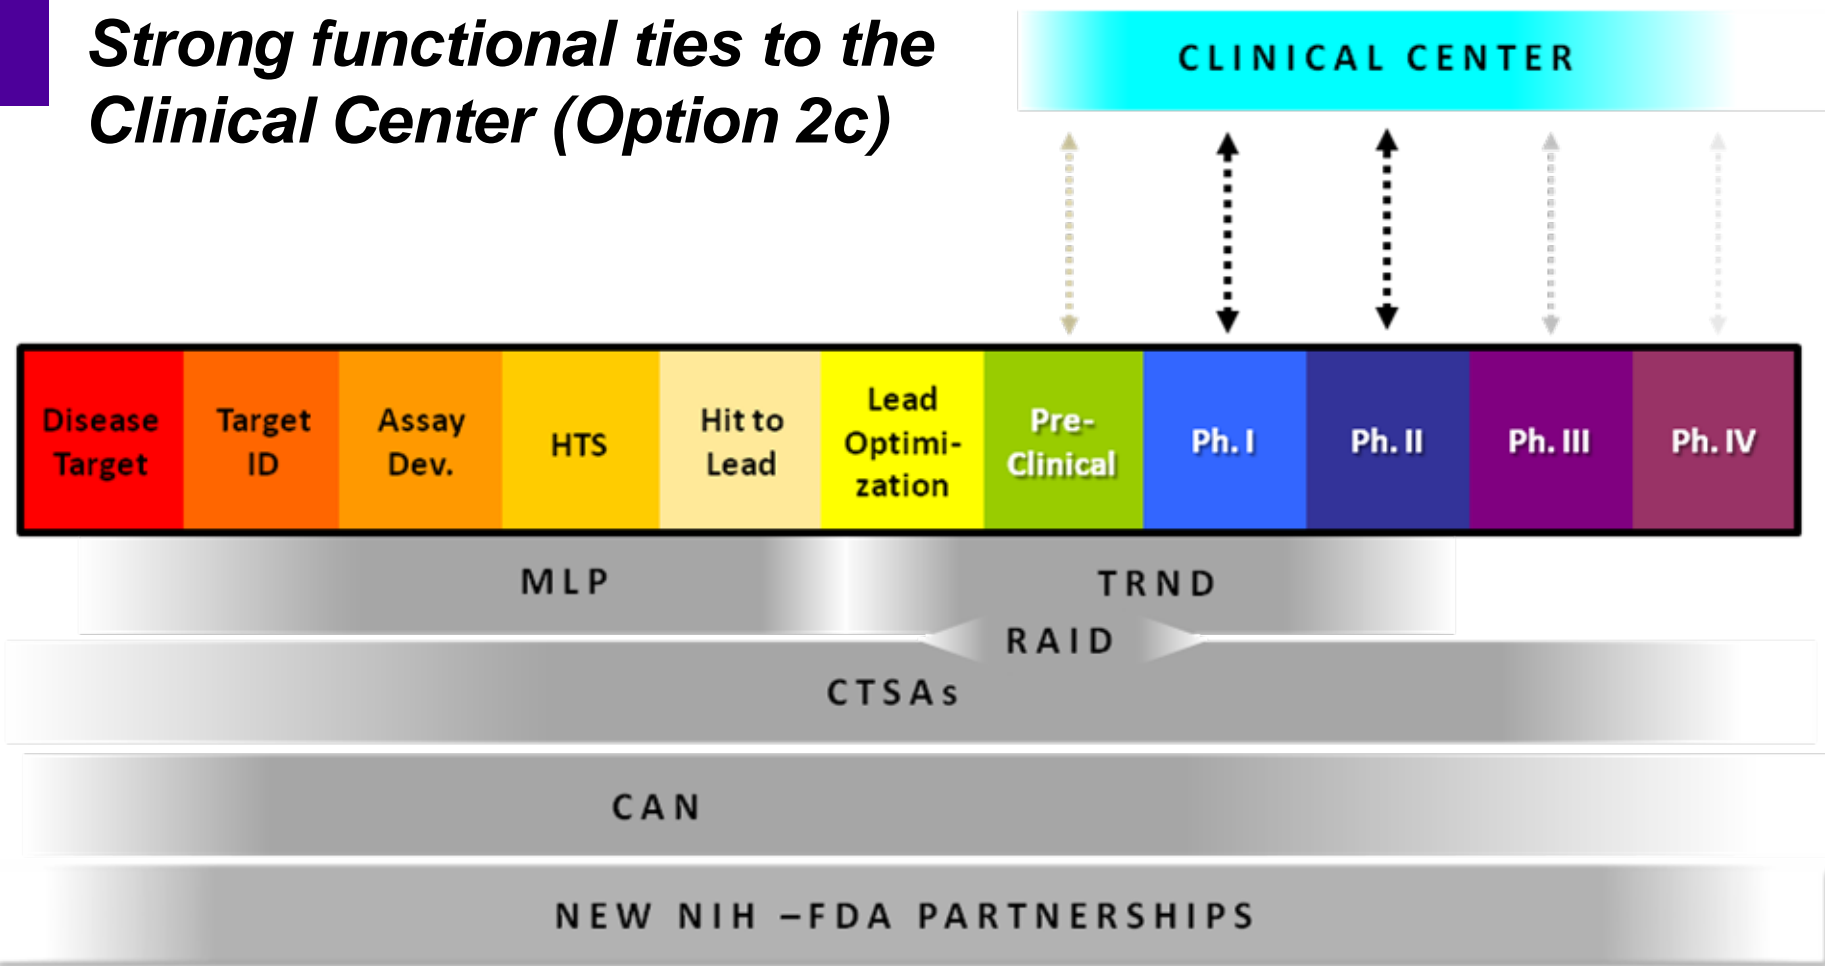 Strong functional ties to the
Clinical Center (Option 2c)
CLINICAL CENTER
Disease
Target
Target
ID
Assay
Dev.
HTS
Hit to
Lead
Lead
Optimi-
zation
Pre-
Clinical
Ph. I
Ph. II
Ph. III
Ph. IV
MLP
TRND
RAID
CTSAs
CAN
NEW NIH –FDA PARTNERSHIPS